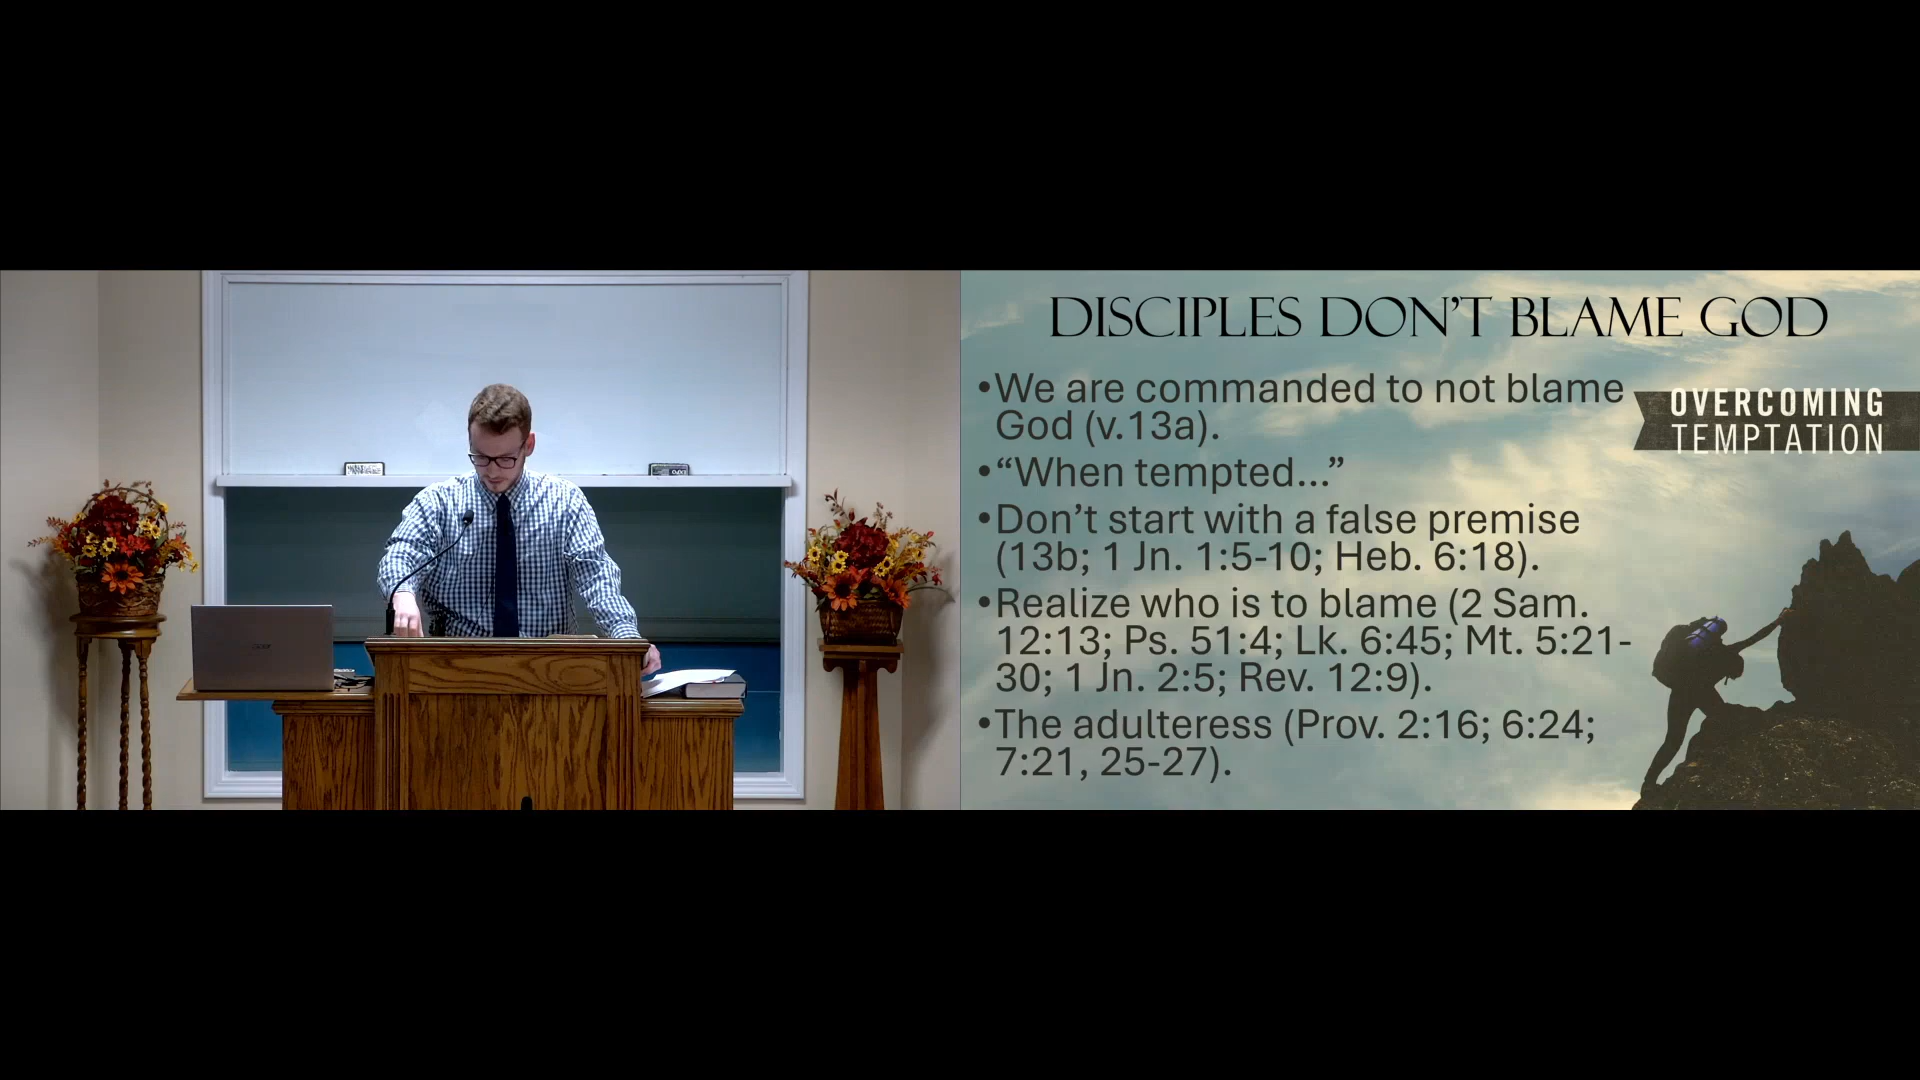 acer
DISCIPLES DON'T BLAME GOD
•We are commanded to not blame
God (v.13a).
•“When tempted...”
•Don’t start with a false premise
(13b; 1 Jn. 1:5-10; Heb. 6:18).
•Realize who is to blame (2 Sam.
12:13; Ps. 51:4; Lk. 6:45; Mt. 5:21-
30; 1 Jn. 2:5; Rev. 12:9).
•The adulteress (Prov. 2:16; 6:24;
7:21, 25-27).
OVERCOMING
TEMPTATION